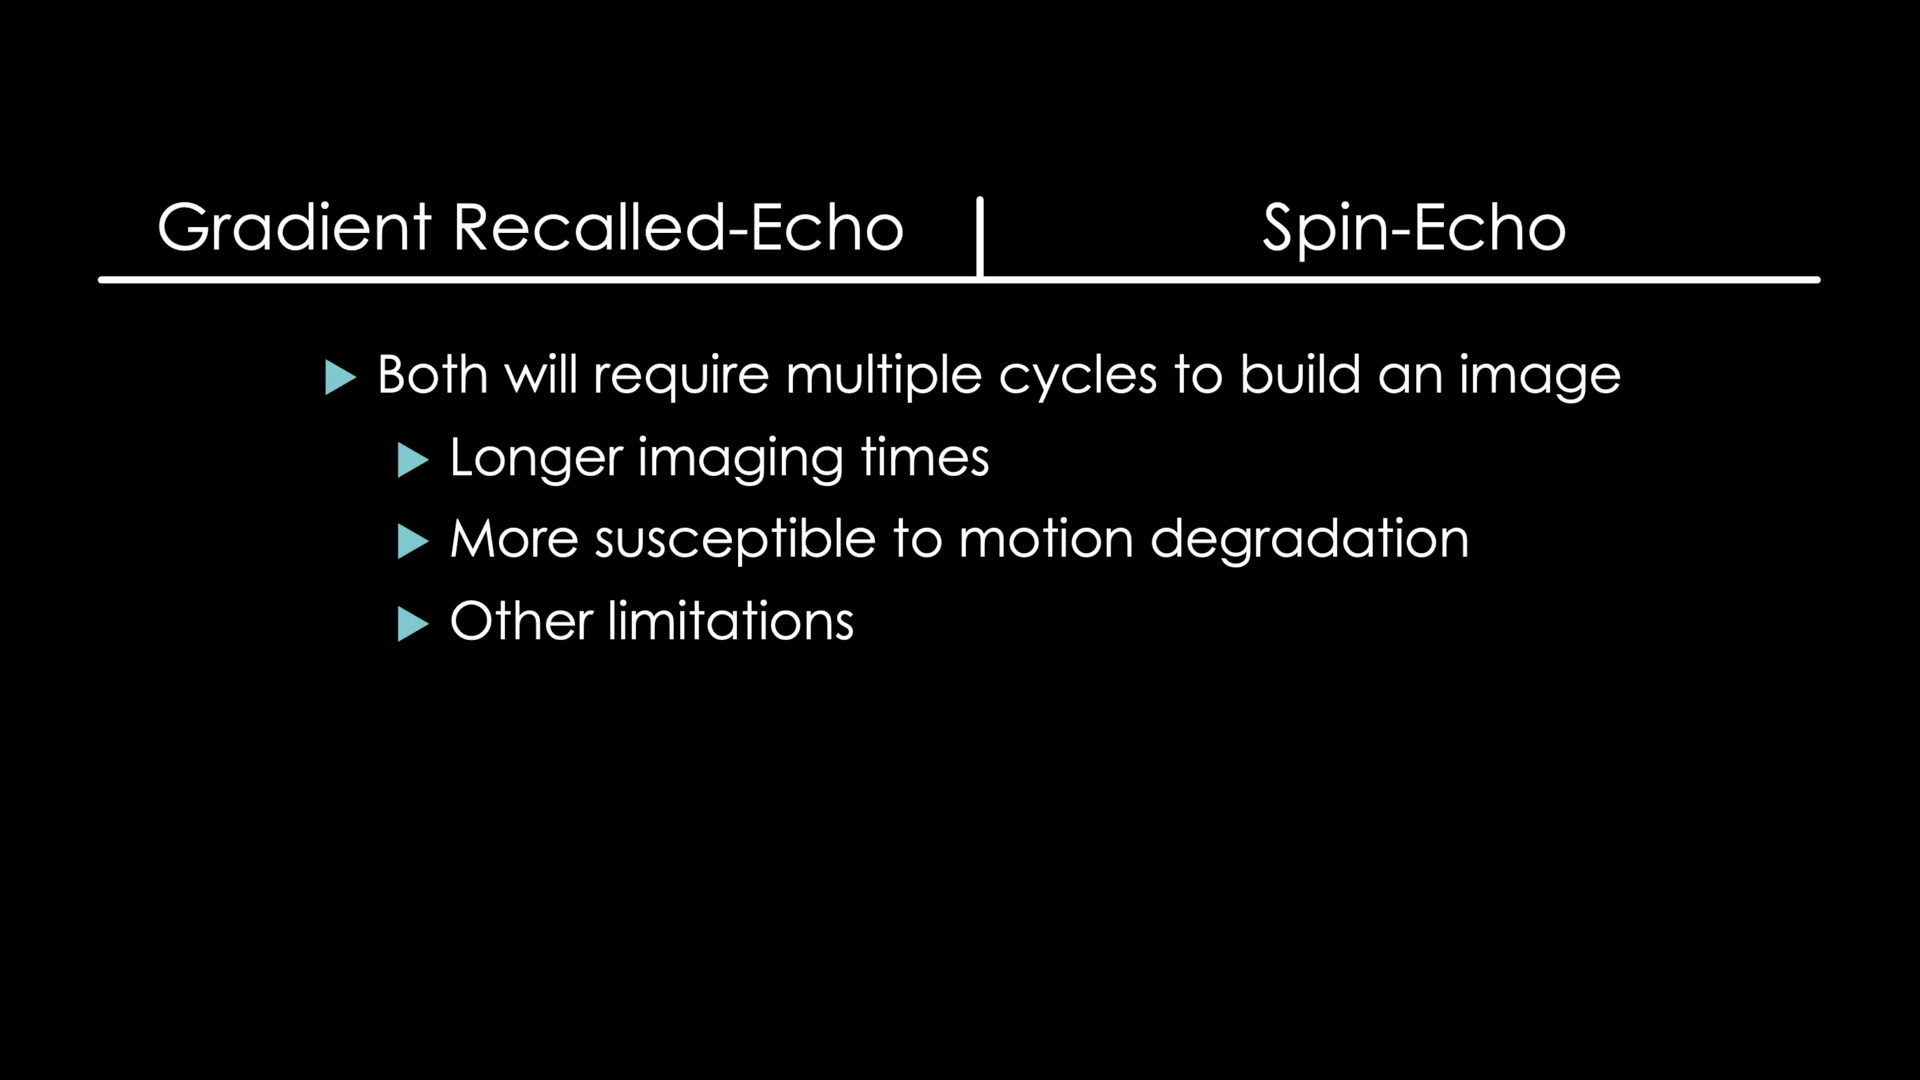 Gradient Recalled-Echo
Spin-Echo
Both will require multiple cycles to build an image
Longer imaging times
More susceptible to motion degradation
Other limitations